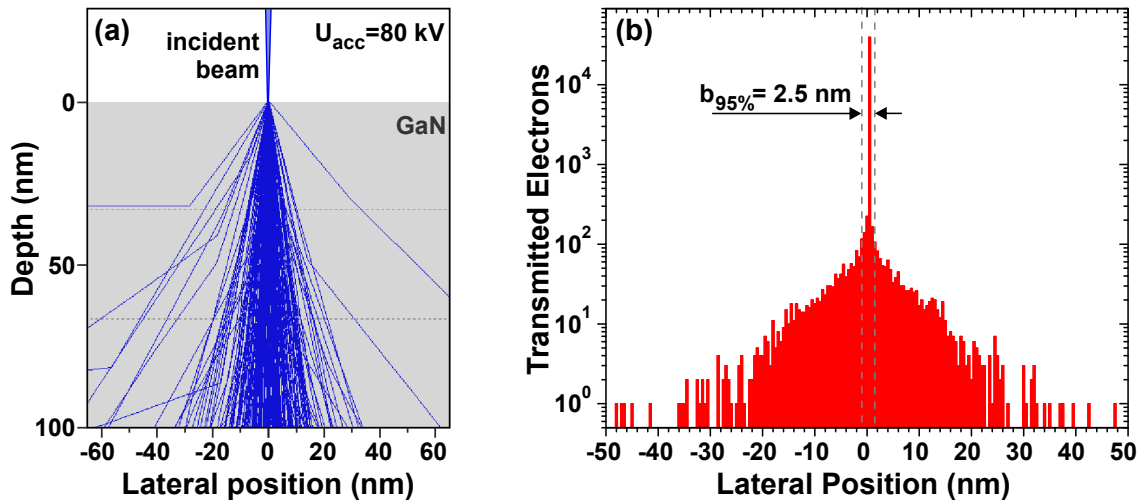 (a)
incident
beam
U_acc=80 kV
GaN
0
50
100
Depth (nm)
-60 -40 -20 0 20 40 60
Lateral position (nm)
(b)
b_95%= 2.5 nm
10^4
10^3
10^2
10^1
10^0
Transmitted Electrons
-50 -40 -30 -20 -10 0 10 20 30 40 50
Lateral Position (nm)